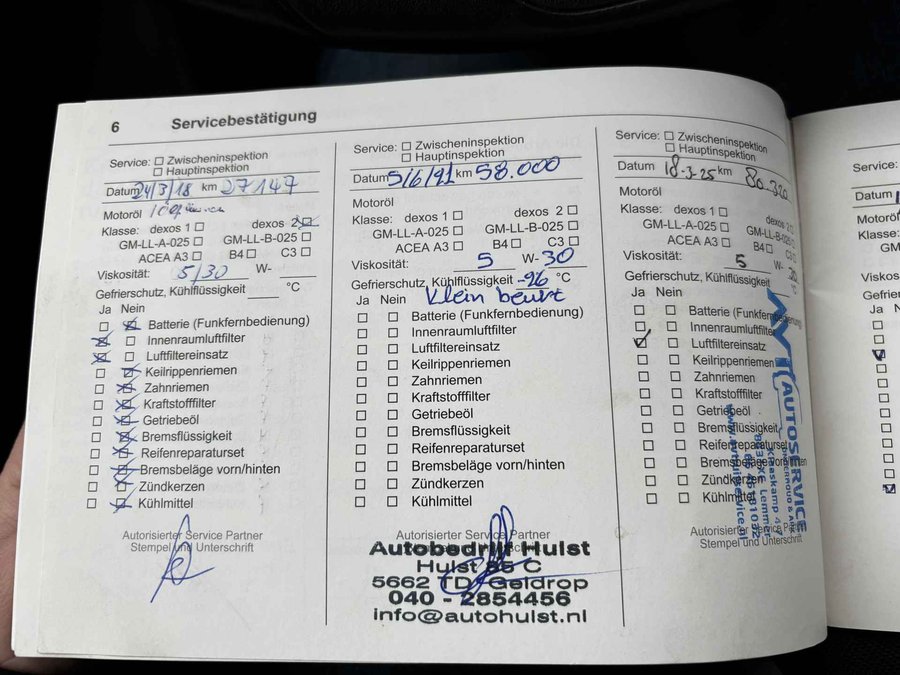 6 Servicebestätigung
Service: ☐ Zwischeninspektion
☐ Hauptinspektion
Datum 24/3/18 km 27147
Motoröl
Klasse: dexos 1 ☐ dexos 2 ☒
GM-LL-A-025 ☐ GM-LL-B-025 ☐
ACEA A3 ☐ B4 ☐ C3 ☐
Viskosität: 5/30 W-
Gefrierschutz, Kühlflüssigkeit °C
Ja Nein
☐ ☒ Batterie (Funkfernbedienung)
☒ ☐ Innenraumluftfilter
☒ ☐ Luftfiltereinsatz
☐ ☒ Keilrippenriemen
☐ ☒ Zahnriemen
☐ ☒ Kraftstofffilter
☐ ☒ Getriebeöl
☐ ☒ Bremsflüssigkeit
☐ ☒ Reifenreparaturset
☐ ☒ Bremsbeläge vorn/hinten
☐ ☒ Zündkerzen
☐ ☒ Kühlmittel
Autorisierter Service Partner
Stempel und Unterschrift
Service: ☐ Zwischeninspektion
☐ Hauptinspektion
Datum 5/6/21 km 58.000
Motoröl
Klasse: dexos 1 ☐ dexos 2 ☐
GM-LL-A-025 ☐ GM-LL-B-025 ☐
ACEA A3 ☐ B4 ☐ C3 ☐
Viskosität: 5 W-30
Gefrierschutz, Kühlflüssigkeit -26 °C
Ja Nein Klein beurt
☐ ☐ Batterie (Funkfernbedienung)
☐ ☐ Innenraumluftfilter
☐ ☐ Luftfiltereinsatz
☐ ☐ Keilrippenriemen
☐ ☐ Zahnriemen
☐ ☐ Kraftstofffilter
☐ ☐ Getriebeöl
☐ ☐ Bremsflüssigkeit
☐ ☐ Reifenreparaturset
☐ ☐ Bremsbeläge vorn/hinten
☐ ☐ Zündkerzen
☐ ☐ Kühlmittel
Autorisierter Service Partner
Autobedrijf Hulst
Hulst C
5662 TD Geldrop
040 - 2854456
info@autohulst.nl
Service: ☐ Zwischeninspektion
☐ Hauptinspektion
Datum 18-3-25 km 80.320
Motoröl
Klasse: dexos 1 ☐ dexos 2
GM-LL-A-025 ☐ GM-LL-B-025
ACEA A3 ☐ B4 ☐ C3
Viskosität: 5 W-30
Gefrierschutz, Kühlflüssigkeit °C
Ja Nein
☐ ☐ Batterie (Funkfernbedienung)
☐ ☐ Innenraumluftfilter
☑ ☐ Luftfiltereinsatz
☐ ☐ Keilrippenriemen
☐ ☐ Zahnriemen
☐ ☐ Kraftstofffilter
☐ ☐ Getriebeöl
☐ ☐ Bremsflüssigkeit
☐ ☐ Reifenreparaturset
☐ ☐ Bremsbeläge vorn/hinten
☐ ☐ Zündkerzen
☐ ☐ Kühlmittel
Autorisierter Service Partner
Stempel und Unterschrift
AUTOSERVICE
Lemmer
Service:
Datum
Motoröl
Klasse: